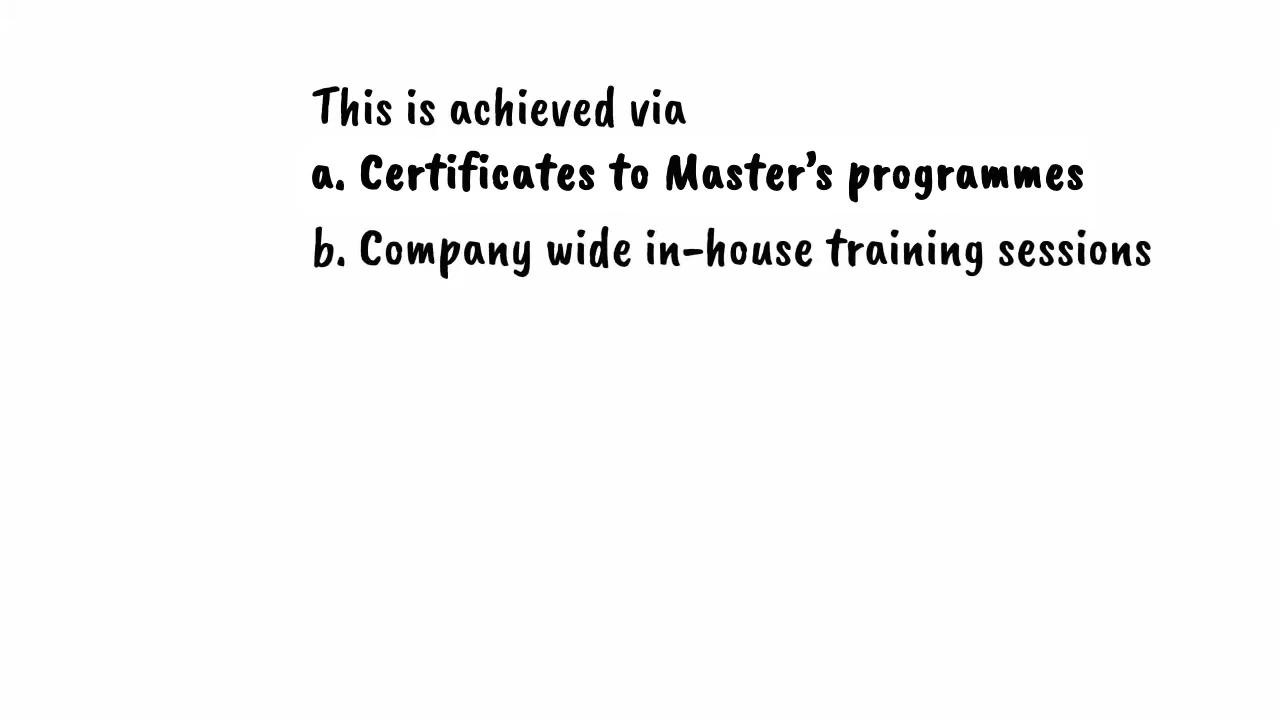 This is achieved via
a. Certificates to Master’s programmes
b. Company wide in-house training sessions